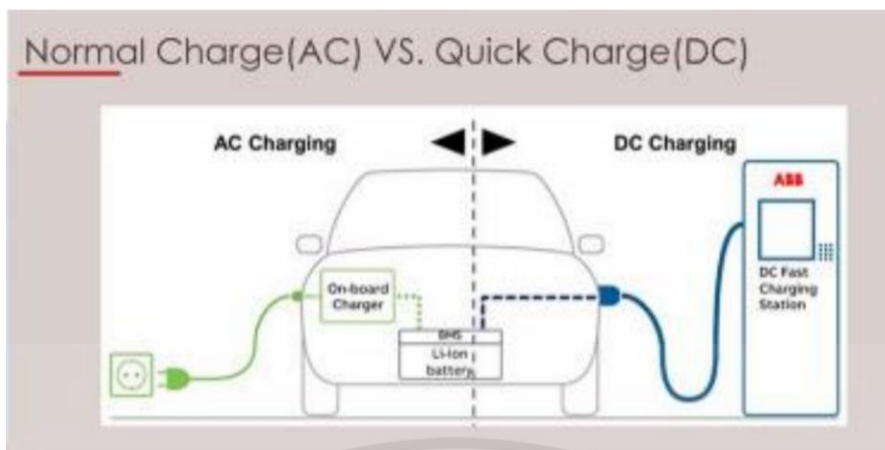 Normal Charge(AC) VS. Quick Charge(DC)
AC Charging
DC Charging
On-board
Charger
BMS
Li-ion
battery
ABB
DC Fast
Charging
Station